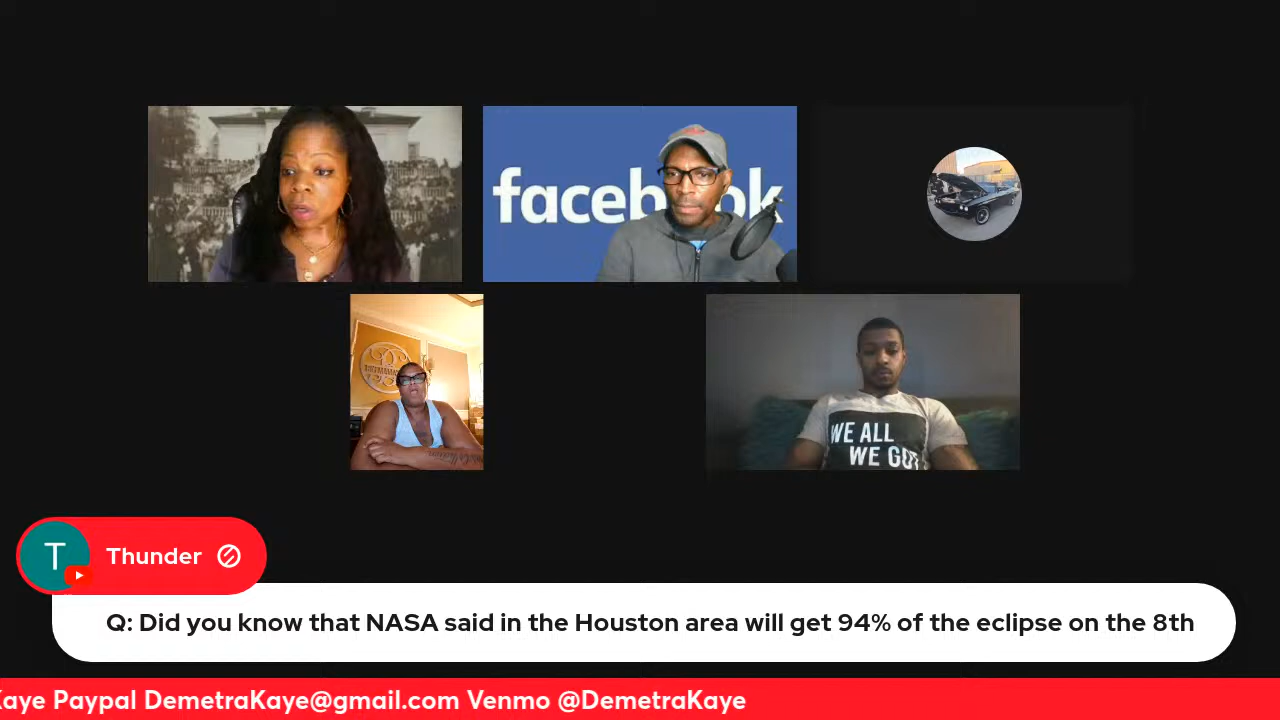 facebook
WE ALL
WE GOT
T
Thunder
Q: Did you know that NASA said in the Houston area will get 94% of the eclipse on the 8th
Kaye Paypal DemetraKaye@gmail.com Venmo @DemetraKaye